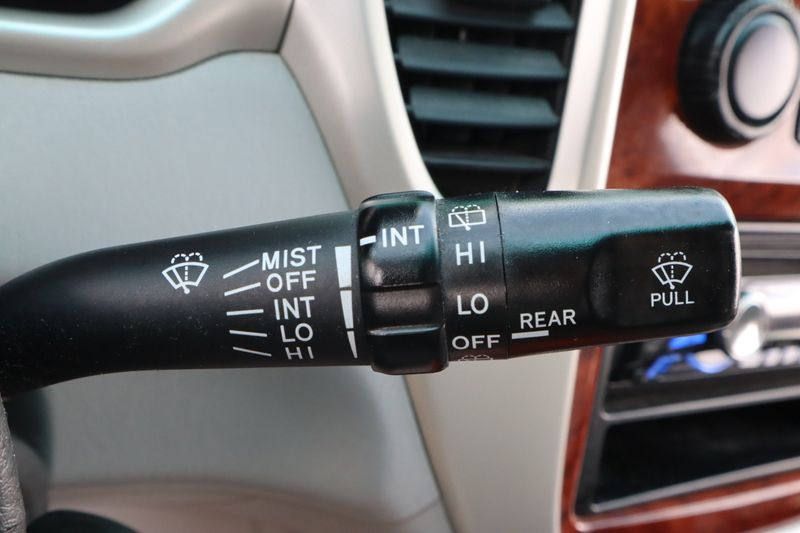 MIST
OFF
INT
LO
HI
INT
HI
LO
OFF
REAR
PULL